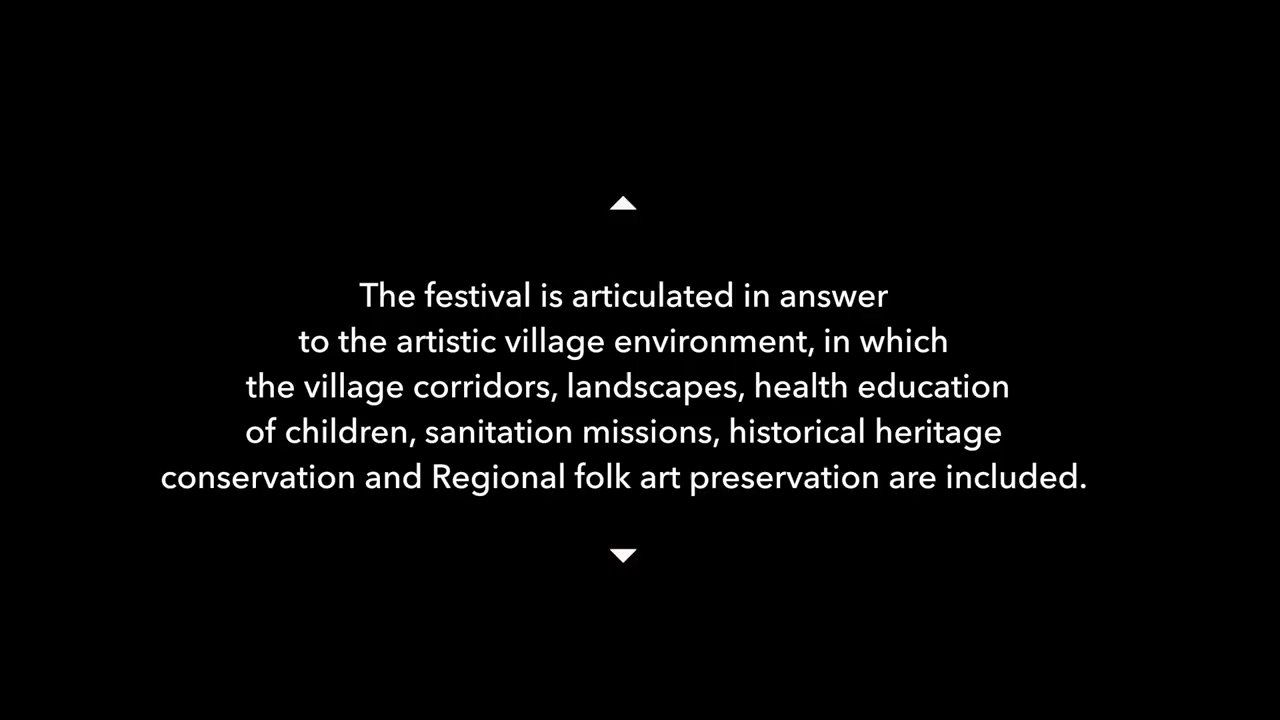 The festival is articulated in answer
to the artistic village environment, in which
the village corridors, landscapes, health education
of children, sanitation missions, historical heritage
conservation and Regional folk art preservation are included.